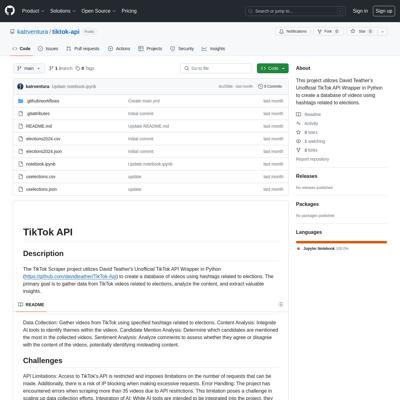 Product Solutions Open Source Pricing
Search or jump to...
Sign in Sign up
katrventura / tiktok-api Public
Notifications Fork 0 Star 0
Code Issues Pull requests Actions Projects Security Insights
main 1 Branch 0 Tags
Go to file
Code
katrventura Update notebook.ipynb
last month
.github/workflows Create main.yml last month
.gitattributes Initial commit last month
README.md Update README.md last month
elections2024.csv initial commit last month
elections2024.json initial commit last month
notebook.ipynb Update notebook.ipynb last month
uselections.csv update last month
uselections.json update last month
TikTok API
Description
The TikTok Scraper project utilizes David Teather's Unofficial TikTok API Wrapper in Python
(https://github.com/davidteather/TikTok-Api) to create a database of videos using hashtags related to elections. The
primary goal is to gather data from TikTok videos related to elections, analyze the content, and extract valuable
insights.
README
Data Collection: Gather videos from TikTok using specified hashtags related to elections. Content Analysis: Integrate
AI tools to identify themes within the videos. Candidate Mention Analysis: Determine which candidates are mentioned
the most in the collected videos. Sentiment Analysis: Analyze comments to assess whether they agree or disagree
with the content of the videos, potentially identifying misleading content.
Challenges
API Limitations: Access to TikTok's API is restricted and imposes limitations on the number of requests that can be
made. Additionally, there is a risk of IP blocking when making excessive requests. Error Handling: The project has
encountered errors when scraping more than 35 videos due to API restrictions. This limitation poses a challenge in
scaling up data collection efforts. Integration of AI: While AI tools are intended to be integrated into the project, they
About
This project utilizes David Teather's
Unofficial TikTok API Wrapper in Python
to create a database of videos using
hashtags related to elections.
Readme
Activity
0 stars
1 watching
0 forks
Report repository
Releases
No releases published
Packages
No packages published
Languages
Jupyter Notebook 100.0%